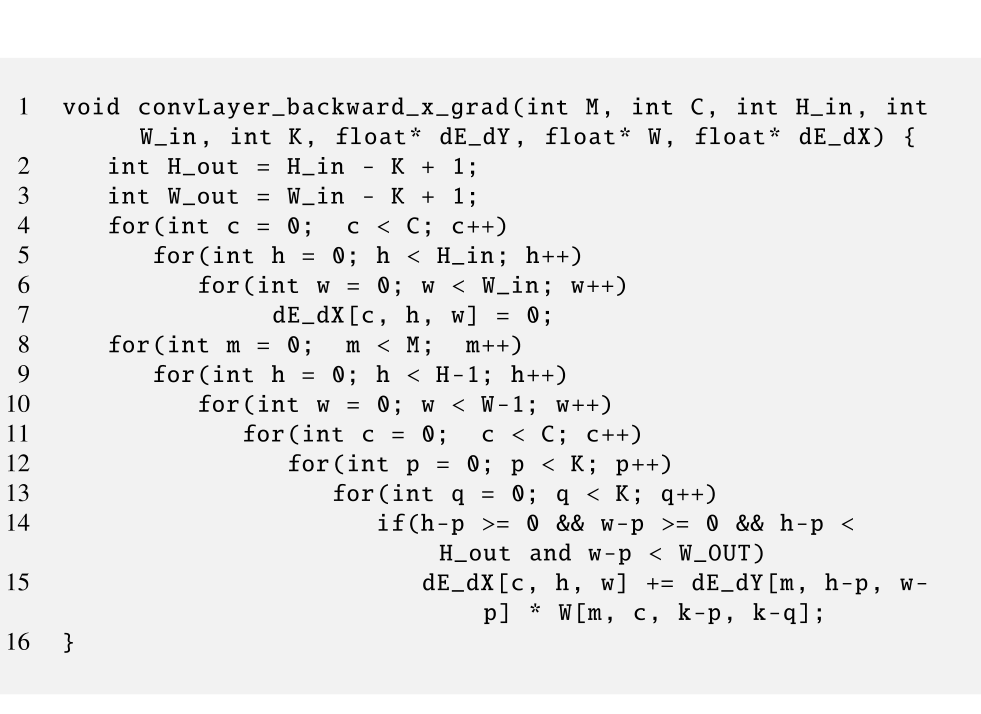 1 void convLayer_backward_x_grad(int M, int C, int H_in, int
W_in, int K, float* dE_dY, float* W, float* dE_dX) {
2 int H_out = H_in - K + 1;
3 int W_out = W_in - K + 1;
4 for(int c = 0; c < C; c++)
5 for(int h = 0; h < H_in; h++)
6 for(int w = 0; w < W_in; w++)
7 dE_dX[c, h, w] = 0;
8 for(int m = 0; m < M; m++)
9 for(int h = 0; h < H-1; h++)
10 for(int w = 0; w < W-1; w++)
11 for(int c = 0; c < C; c++)
12 for(int p = 0; p < K; p++)
13 for(int q = 0; q < K; q++)
14 if(h-p >= 0 && w-p >= 0 && h-p <
H_out and w-p < W_OUT)
15 dE_dX[c, h, w] += dE_dY[m, h-p, w-
p] * W[m, c, k-p, k-q];
16 }